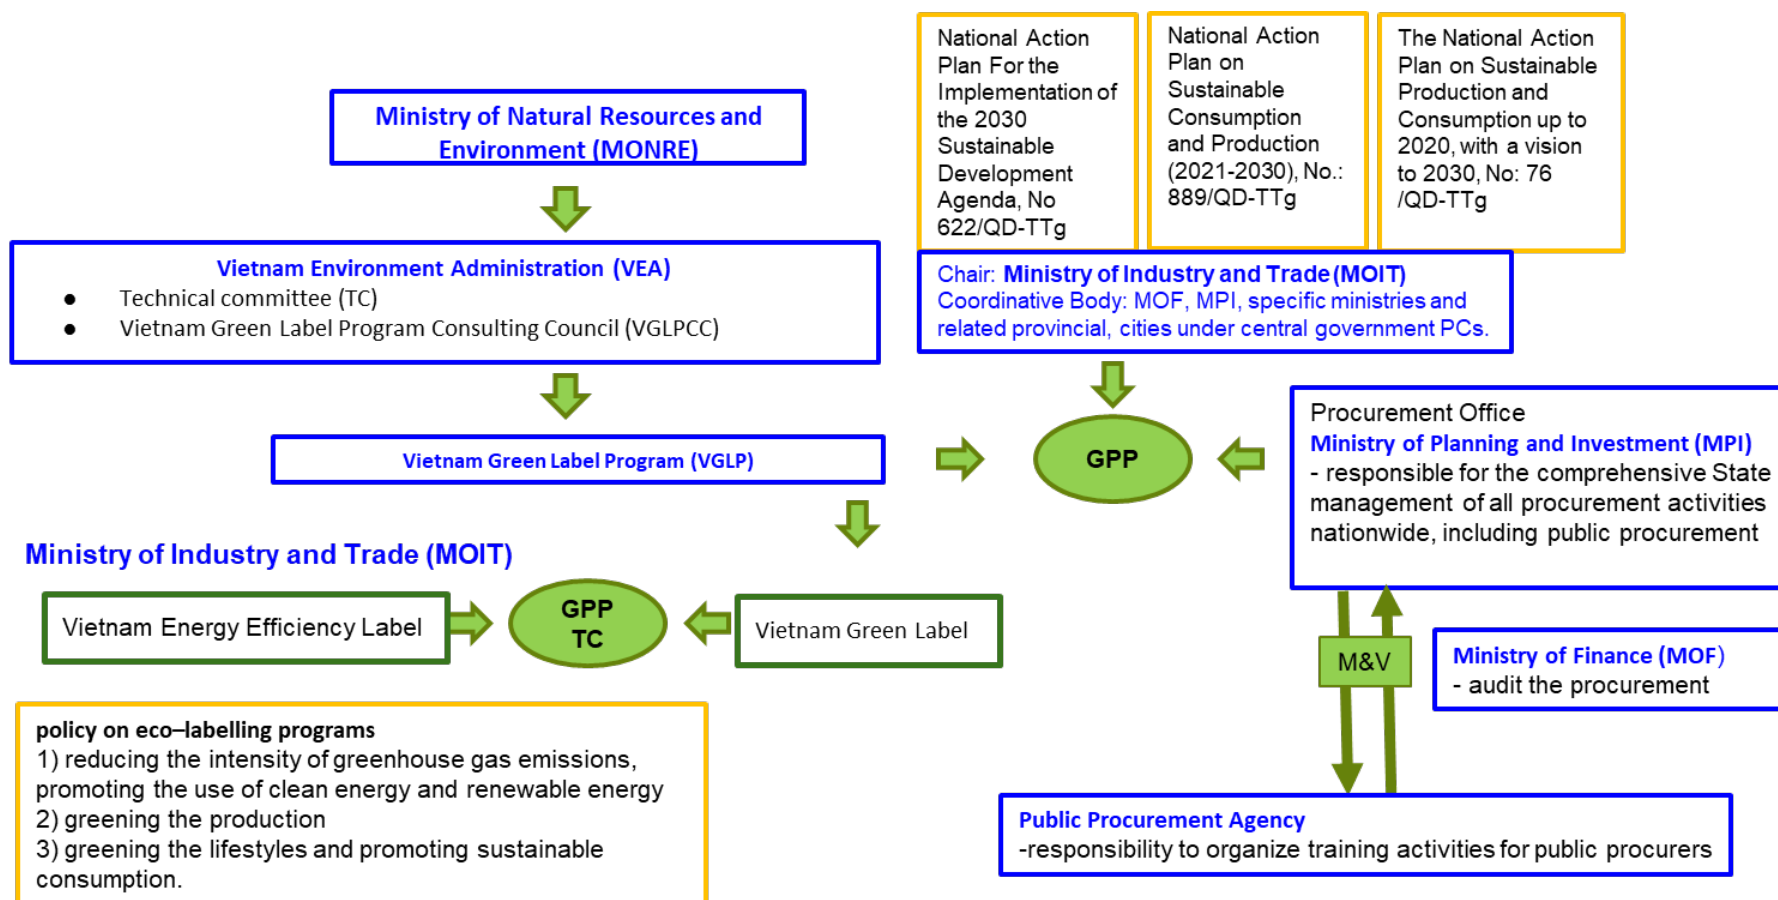 Ministry of Natural Resources and
Environment (MONRE)
Vietnam Environment Administration (VEA)
● Technical committee (TC)
● Vietnam Green Label Program Consulting Council (VGLPCC)
Vietnam Green Label Program (VGLP)
National Action
Plan For the
Implementation of
the 2030
Sustainable
Development
Agenda, No
622/QD-TTg
National Action
Plan on
Sustainable
Consumption
and Production
(2021-2030), No.:
889/QD-TTg
The National Action
Plan on Sustainable
Production and
Consumption up to
2020, with a vision
to 2030, No: 76
/QD-TTg
Chair: Ministry of Industry and Trade (MOIT)
Coordinative Body: MOF, MPI, specific ministries and
related provincial, cities under central government PCs.
GPP
Procurement Office
Ministry of Planning and Investment (MPI)
- responsible for the comprehensive State
management of all procurement activities
nationwide, including public procurement
Ministry of Industry and Trade (MOIT)
Vietnam Energy Efficiency Label
GPP
TC
Vietnam Green Label
M&V
Ministry of Finance (MOF)
- audit the procurement
policy on eco–labelling programs
1) reducing the intensity of greenhouse gas emissions,
promoting the use of clean energy and renewable energy
2) greening the production
3) greening the lifestyles and promoting sustainable
consumption.
Public Procurement Agency
-responsibility to organize training activities for public procurers